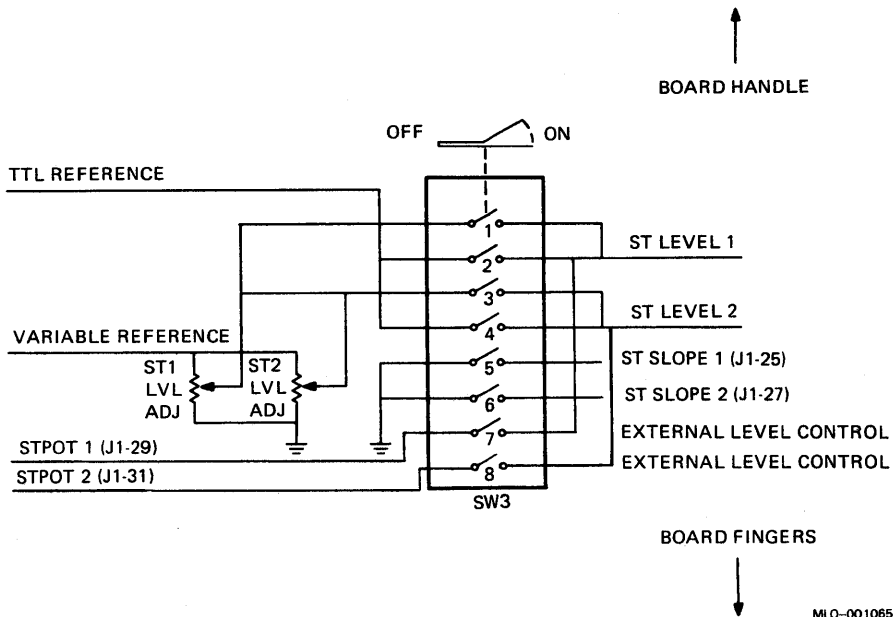 BOARD HANDLE
OFF ON
TTL REFERENCE
1
ST LEVEL 1
2
3
ST LEVEL 2
4
VARIABLE REFERENCE
ST1 ST2
LVL LVL
ADJ ADJ
5
ST SLOPE 1 (J1-25)
6
ST SLOPE 2 (J1-27)
7
EXTERNAL LEVEL CONTROL
STPOT 1 (J1-29)
8
EXTERNAL LEVEL CONTROL
STPOT 2 (J1-31)
SW3
BOARD FINGERS
MLO-001065